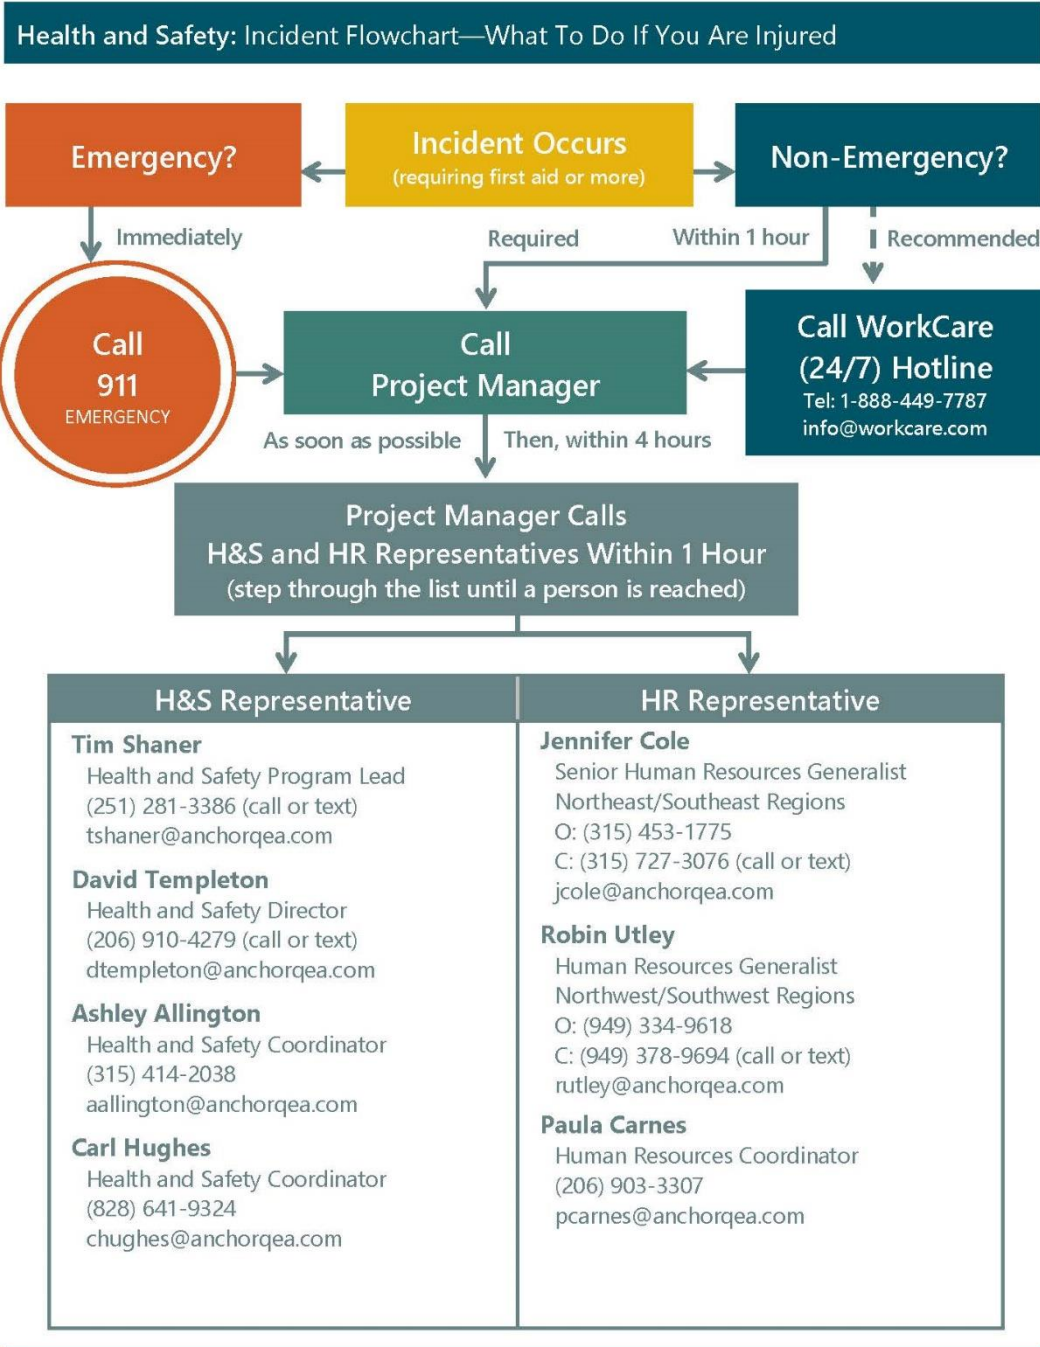 Health and Safety: Incident Flowchart—What To Do If You Are Injured
Emergency?
Incident Occurs
(requiring first aid or more)
Non-Emergency?
Immediately
Required
Within 1 hour
Recommended
Call
911
EMERGENCY
Call
Project Manager
Call WorkCare
(24/7) Hotline
Tel: 1-888-449-7787
info@workcare.com
As soon as possible
Then, within 4 hours
Project Manager Calls
H&S and HR Representatives Within 1 Hour
(step through the list until a person is reached)
H&S Representative
Tim Shaner
Health and Safety Program Lead
(251) 281-3386 (call or text)
tshaner@anchorqea.com
David Templeton
Health and Safety Director
(206) 910-4279 (call or text)
dtempleton@anchorqea.com
Ashley Allington
Health and Safety Coordinator
(315) 414-2038
aallington@anchorqea.com
Carl Hughes
Health and Safety Coordinator
(828) 641-9324
chughes@anchorqea.com
HR Representative
Jennifer Cole
Senior Human Resources Generalist
Northeast/Southeast Regions
O: (315) 453-1775
C: (315) 727-3076 (call or text)
jcole@anchorqea.com
Robin Utley
Human Resources Generalist
Northwest/Southwest Regions
O: (949) 334-9618
C: (949) 378-9694 (call or text)
rutley@anchorqea.com
Paula Carnes
Human Resources Coordinator
(206) 903-3307
pcarnes@anchorqea.com